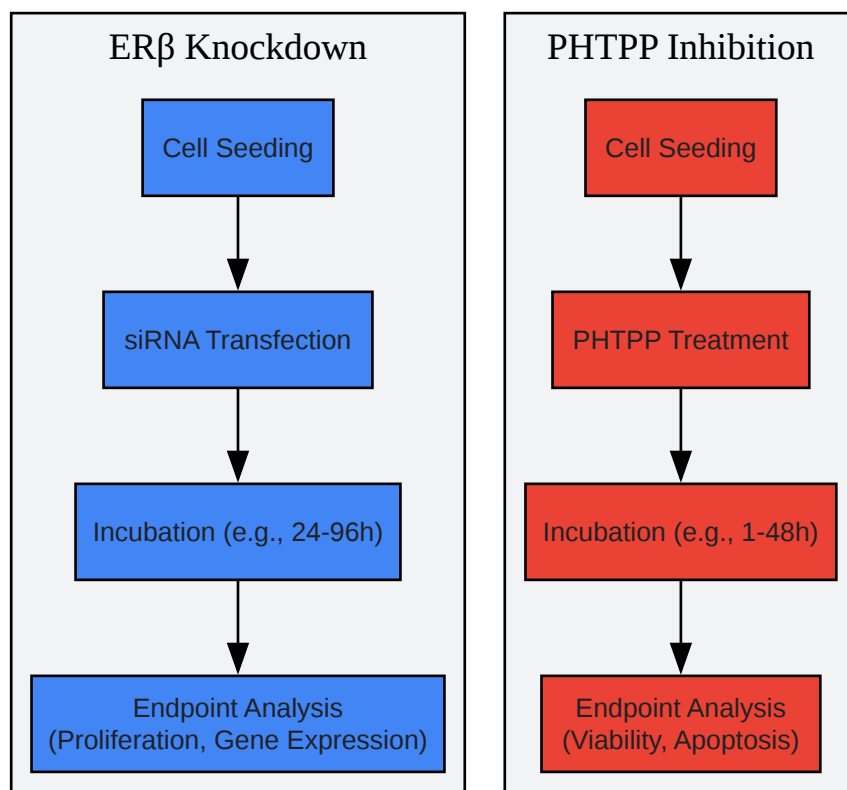 ERβ Knockdown
Cell Seeding
siRNA Transfection
Incubation (e.g., 24-96h)
Endpoint Analysis
(Proliferation, Gene Expression)
PHTPP Inhibition
Cell Seeding
PHTPP Treatment
Incubation (e.g., 1-48h)
Endpoint Analysis
(Viability, Apoptosis)